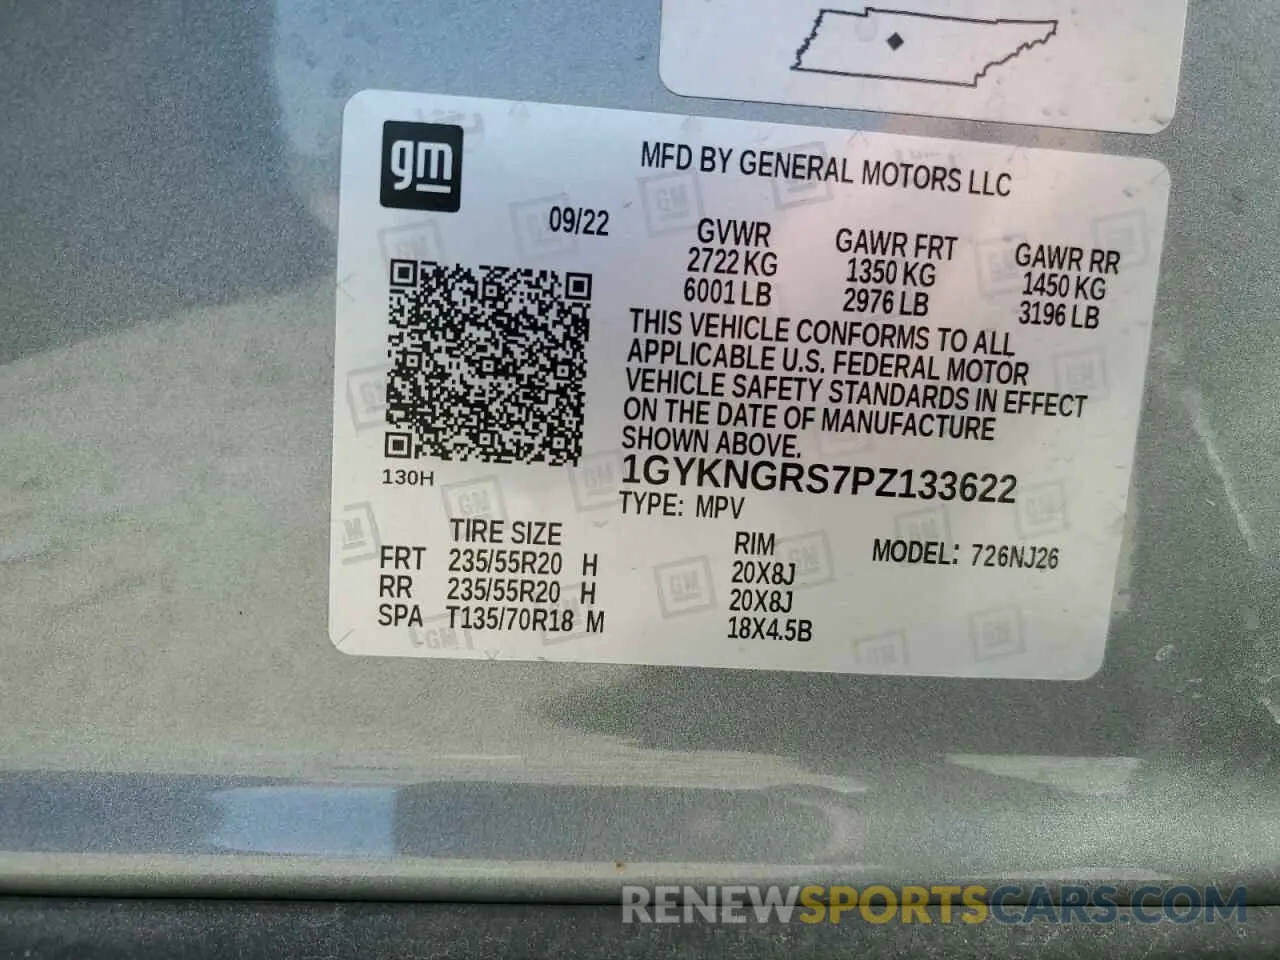 gm
MFD BY GENERAL MOTORS LLC
09/22
GVWR GAWR FRT GAWR RR
2722 KG 1350 KG 1450 KG
6001 LB 2976 LB 3196 LB
THIS VEHICLE CONFORMS TO ALL
APPLICABLE U.S. FEDERAL MOTOR
VEHICLE SAFETY STANDARDS IN EFFECT
ON THE DATE OF MANUFACTURE
SHOWN ABOVE.
130H
1GYKNGRS7PZ133622
TYPE: MPV
TIRE SIZE RIM MODEL: 726NJ26
FRT 235/55R20 H 20X8J
RR 235/55R20 H 20X8J
SPA T135/70R18 M 18X4.5B
RENEWSPORTSCARS.COM